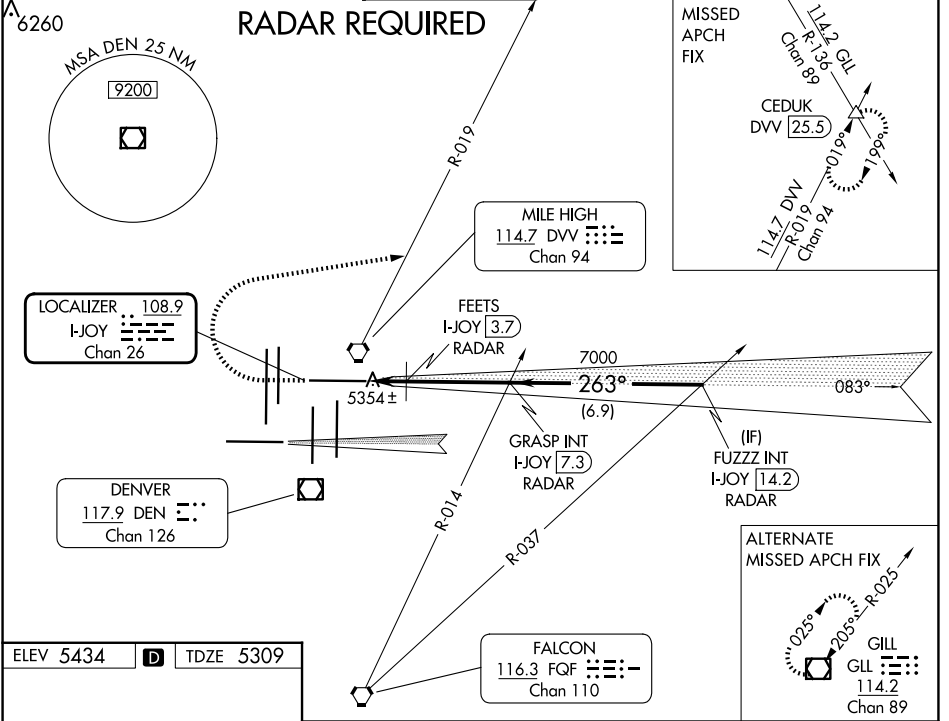 6260
RADAR REQUIRED
MSA DEN 25 NM
9200
R-019
MISSED
APCH
FIX
114.2 GLL
R-136
Chan 89
CEDUK
DVV 25.5
019°
199°
114.7 DVV
R-019
Chan 94
MILE HIGH
114.7 DVV
Chan 94
LOCALIZER 108.9
I-JOY
Chan 26
FEETS
I-JOY 3.7
RADAR
7000
263°
(6.9)
083°
5354 ±
GRASP INT
I-JOY 7.3
RADAR
(IF)
FUZZZ INT
I-JOY 14.2
RADAR
DENVER
117.9 DEN
Chan 126
R-014
R-037
ALTERNATE
MISSED APCH FIX
R-025
025°
205°
GILL
GLL
114.2
Chan 89
FALCON
116.3 FQF
Chan 110
ELEV 5434 D TDZE 5309